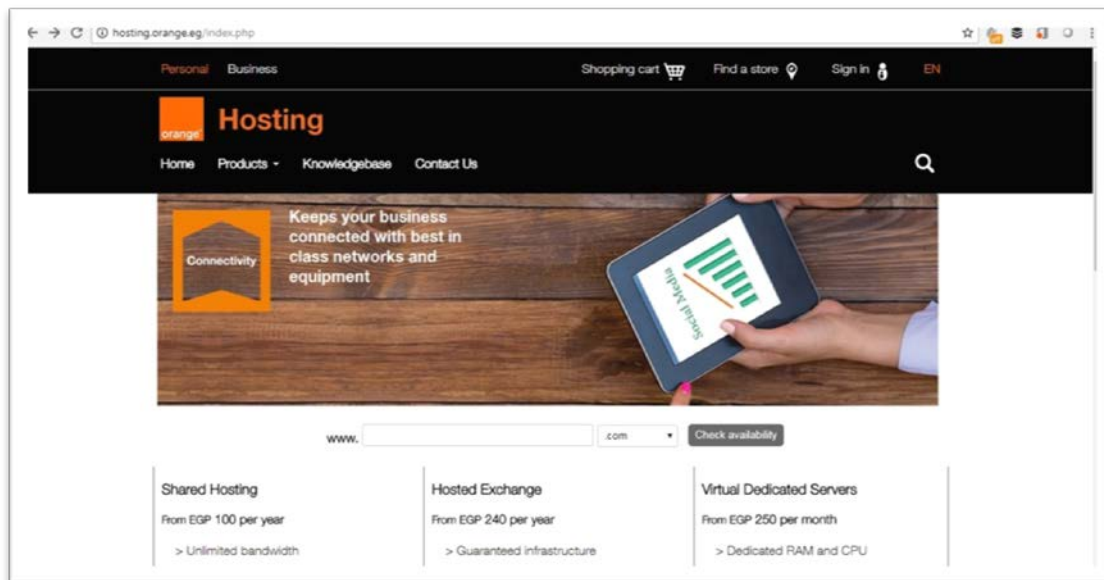 hosting.orange.eg/index.php
Personal Business Shopping cart Find a store Sign in EN
orange Hosting
Home Products Knowledgebase Contact Us
Connectivity
Keeps your business
connected with best in
class networks and
equipment
Social Media
www. .com Check availability
Shared Hosting Hosted Exchange Virtual Dedicated Servers
From EGP 100 per year From EGP 240 per year From EGP 250 per month
> Unlimited bandwidth > Guaranteed infrastructure > Dedicated RAM and CPU